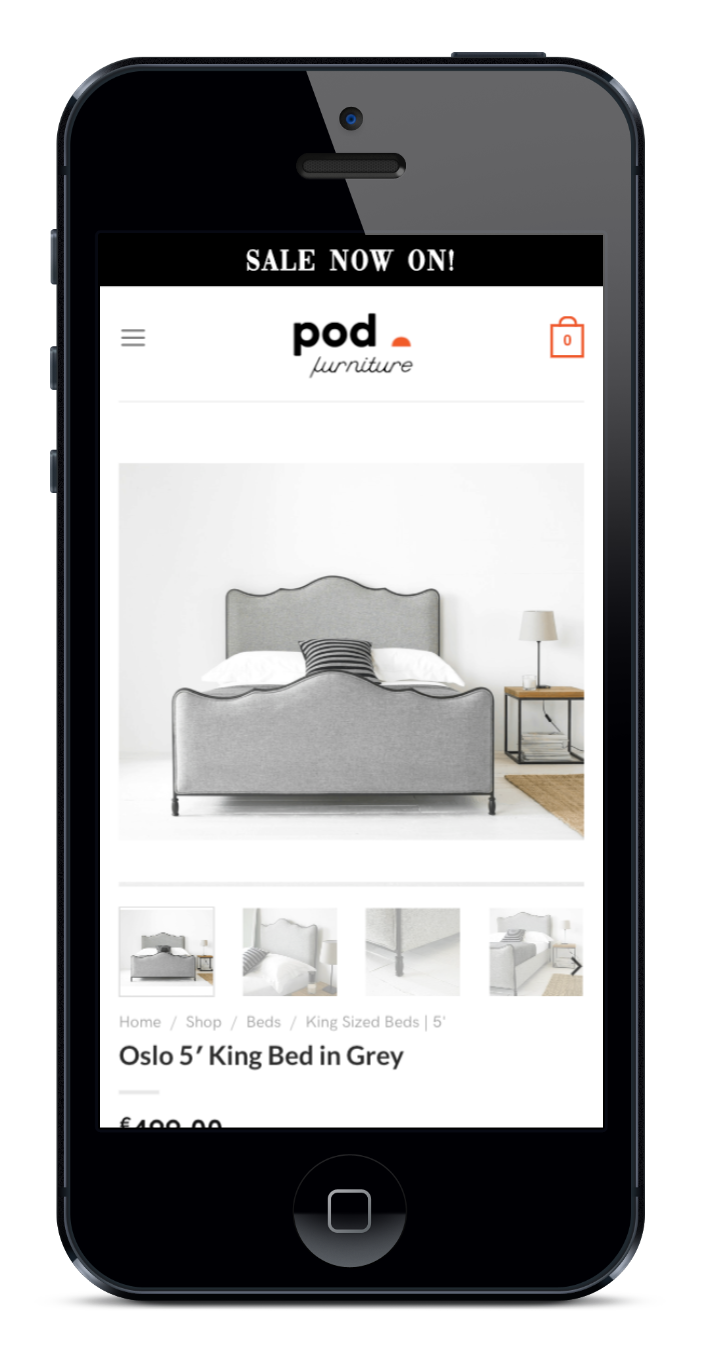 SALE NOW ON!
pod
furniture
0
Home / Shop / Beds / King Sized Beds | 5'
Oslo 5′ King Bed in Grey